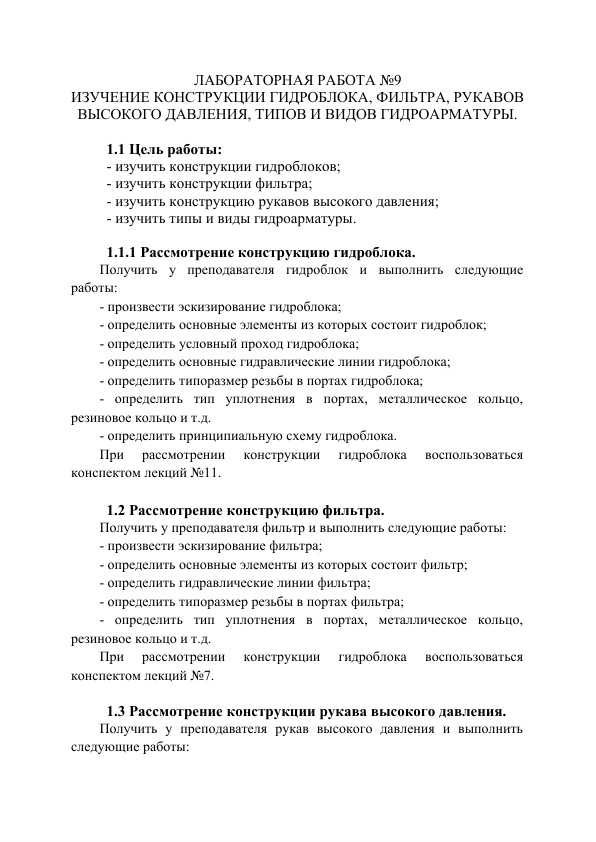 ЛАБОРАТОРНАЯ РАБОТА №9
ИЗУЧЕНИЕ КОНСТРУКЦИИ ГИДРОБЛОКА, ФИЛЬТРА, РУКАВОВ
ВЫСОКОГО ДАВЛЕНИЯ, ТИПОВ И ВИДОВ ГИДРОАРМАТУРЫ.
1.1 Цель работы:
- изучить конструкции гидроблоков;
- изучить конструкции фильтра;
- изучить конструкцию рукавов высокого давления;
- изучить типы и виды гидроарматуры.
1.1.1 Рассмотрение конструкцию гидроблока.
Получить у преподавателя гидроблок и выполнить следующие
работы:
- произвести эскизирование гидроблока;
- определить основные элементы из которых состоит гидроблок;
- определить условный проход гидроблока;
- определить основные гидравлические линии гидроблока;
- определить типоразмер резьбы в портах гидроблока;
- определить тип уплотнения в портах, металлическое кольцо,
резиновое кольцо и т.д.
- определить принципиальную схему гидроблока.
При рассмотрении конструкции гидроблока воспользоваться
конспектом лекций №11.
1.2 Рассмотрение конструкцию фильтра.
Получить у преподавателя фильтр и выполнить следующие работы:
- произвести эскизирование фильтра;
- определить основные элементы из которых состоит фильтр;
- определить гидравлические линии фильтра;
- определить типоразмер резьбы в портах фильтра;
- определить тип уплотнения в портах, металлическое кольцо,
резиновое кольцо и т.д.
При рассмотрении конструкции гидроблока воспользоваться
конспектом лекций №7.
1.3 Рассмотрение конструкции рукава высокого давления.
Получить у преподавателя рукав высокого давления и выполнить
следующие работы: